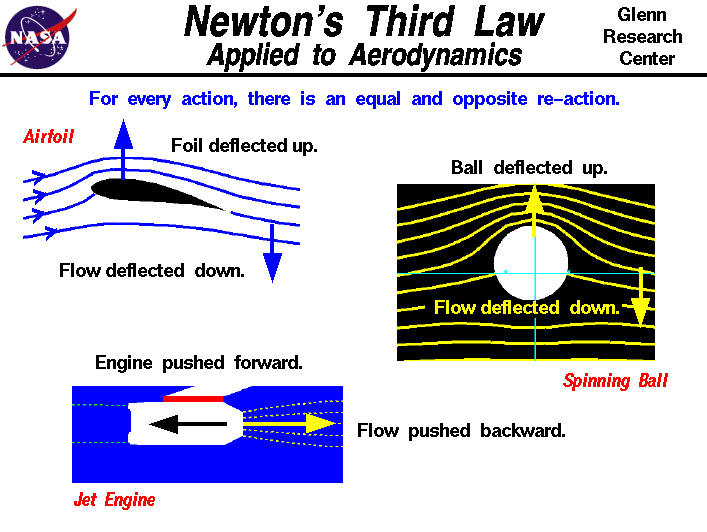 NASA
Newton's Third Law
Applied to Aerodynamics
Glenn
Research
Center
For every action, there is an equal and opposite re-action.
Airfoil
Foil deflected up.
Flow deflected down.
Ball deflected up.
Flow deflected down.
Spinning Ball
Engine pushed forward.
Flow pushed backward.
Jet Engine